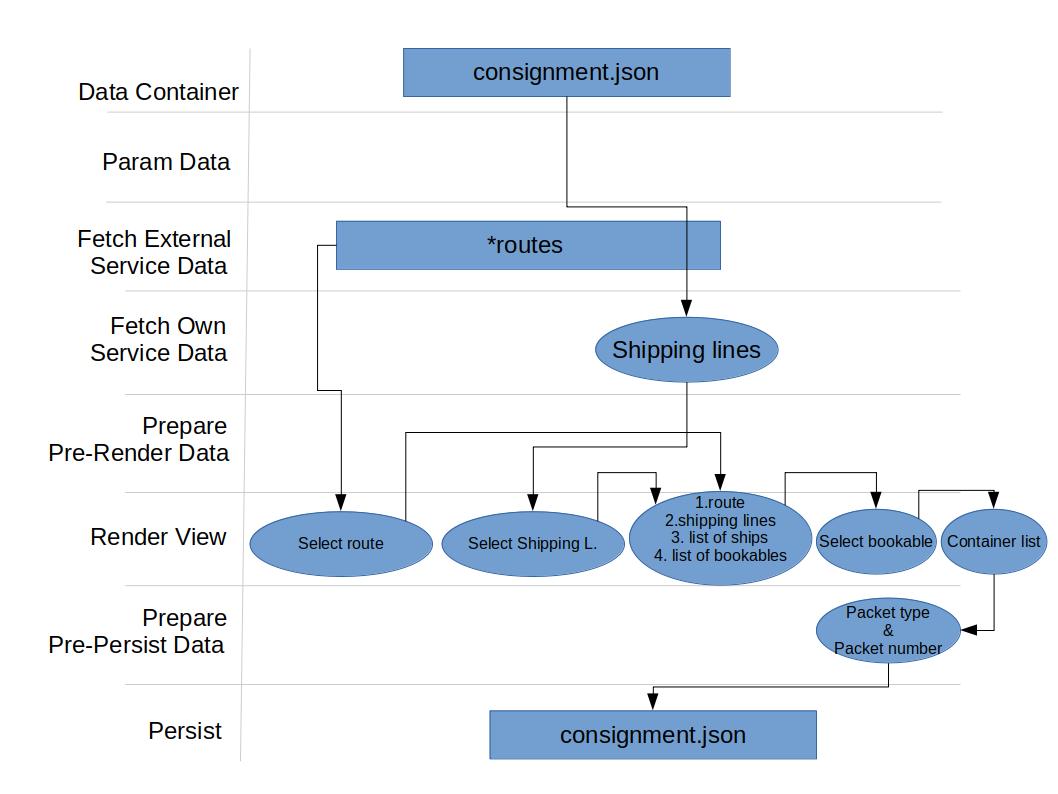 consignment.json
Data Container
Param Data
Fetch External
Service Data
*routes
Fetch Own
Service Data
Shipping lines
Prepare
Pre-Render Data
Render View
Select route
Select Shipping L.
1.route
2.shipping lines
3. list of ships
4. list of bookables
Select bookable
Container list
Prepare
Pre-Persist Data
Packet type
&
Packet number
Persist
consignment.json